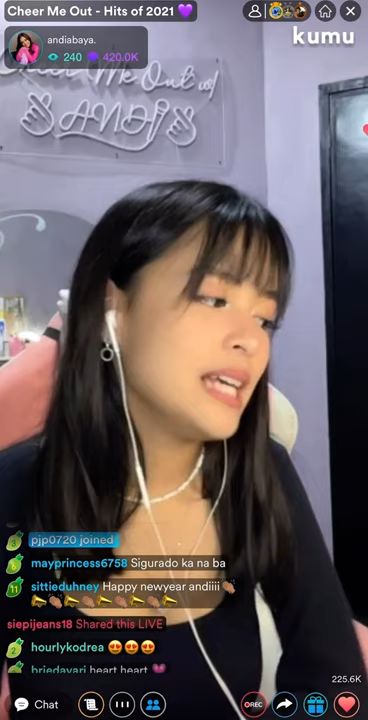 Cheer Me Out - Hits of 2021 💜
kumu
andiabaya.
240 420.0K
Cheer Me Out w/
ANDI
pjp0720 joined
mayprincess6758 Sigurado ka na ba
11 sittieduhney Happy newyear andiiii 👏🏽
📣👏🏽📣👏🏽📣👏🏽📣👏🏽📣
siepijeans18 Shared this LIVE
2 hourlykodrea 😍😍😍
briedavari heart heart 💗
225.6K
Chat
REC